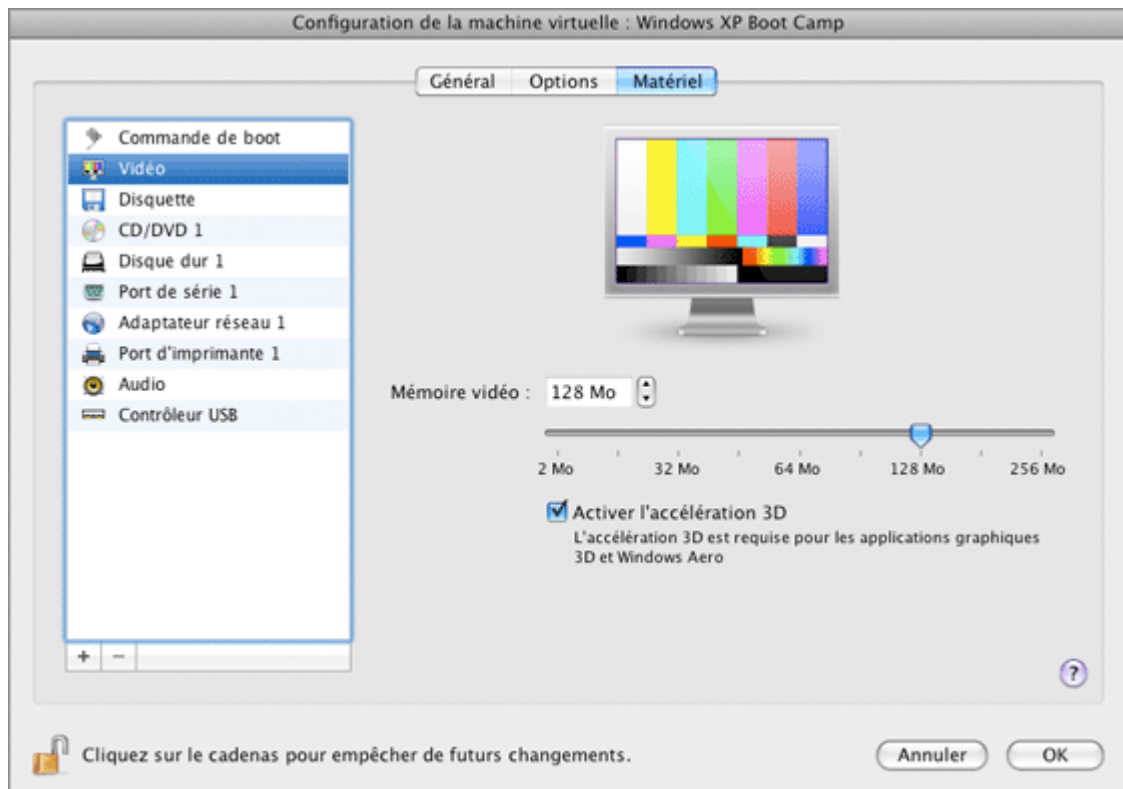 Configuration de la machine virtuelle : Windows XP Boot Camp
Général Options Matériel
Commande de boot
Vidéo
Disquette
CD/DVD 1
Disque dur 1
Port de série 1
Adaptateur réseau 1
Port d'imprimante 1
Audio
Contrôleur USB
+ −
Mémoire vidéo : 128 Mo
2 Mo 32 Mo 64 Mo 128 Mo 256 Mo
Activer l'accélération 3D
L'accélération 3D est requise pour les applications graphiques
3D et Windows Aero
?
Cliquez sur le cadenas pour empêcher de futurs changements.
Annuler OK